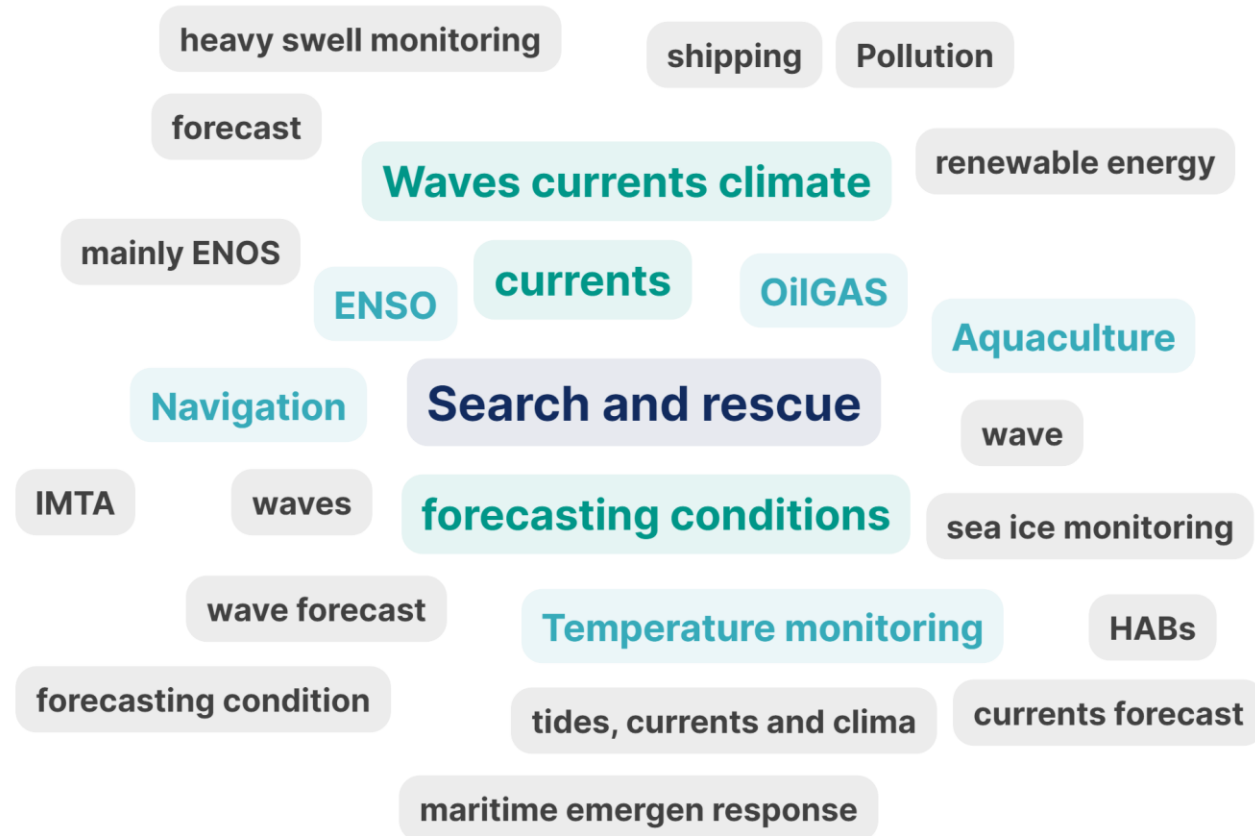 heavy swell monitoring
shipping
Pollution
forecast
Waves currents climate
renewable energy
mainly ENOS
currents
ENSO
OilGAS
Aquaculture
Navigation
Search and rescue
wave
IMTA
waves
forecasting conditions
sea ice monitoring
wave forecast
Temperature monitoring
HABs
forecasting condition
tides, currents and clima
currents forecast
maritime emergen response